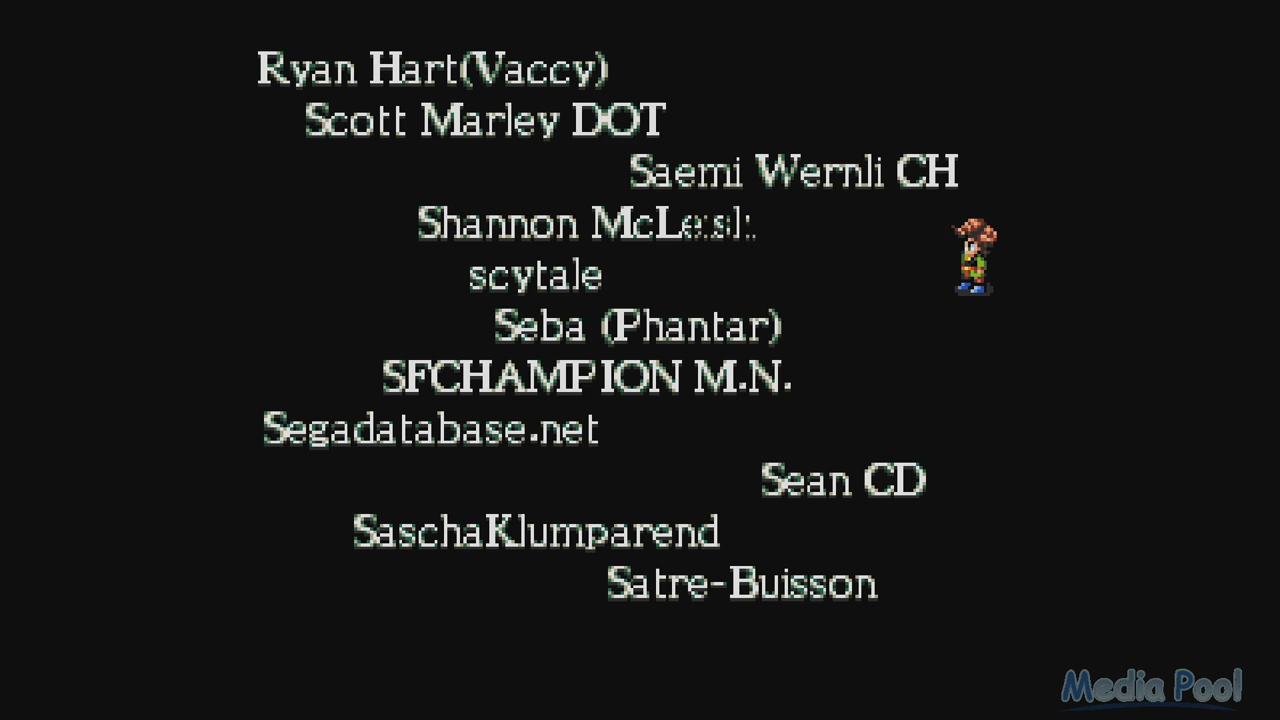 Ryan Hart(Vaccy)
Scott Marley DOT
Saemi Wernli CH
Shannon McLeish
scytale
Seba (Phantar)
SFCHAMPION M.N.
Segadatabase.net
Sean CD
SaschaKlumparend
Satre-Buisson
Media Pool